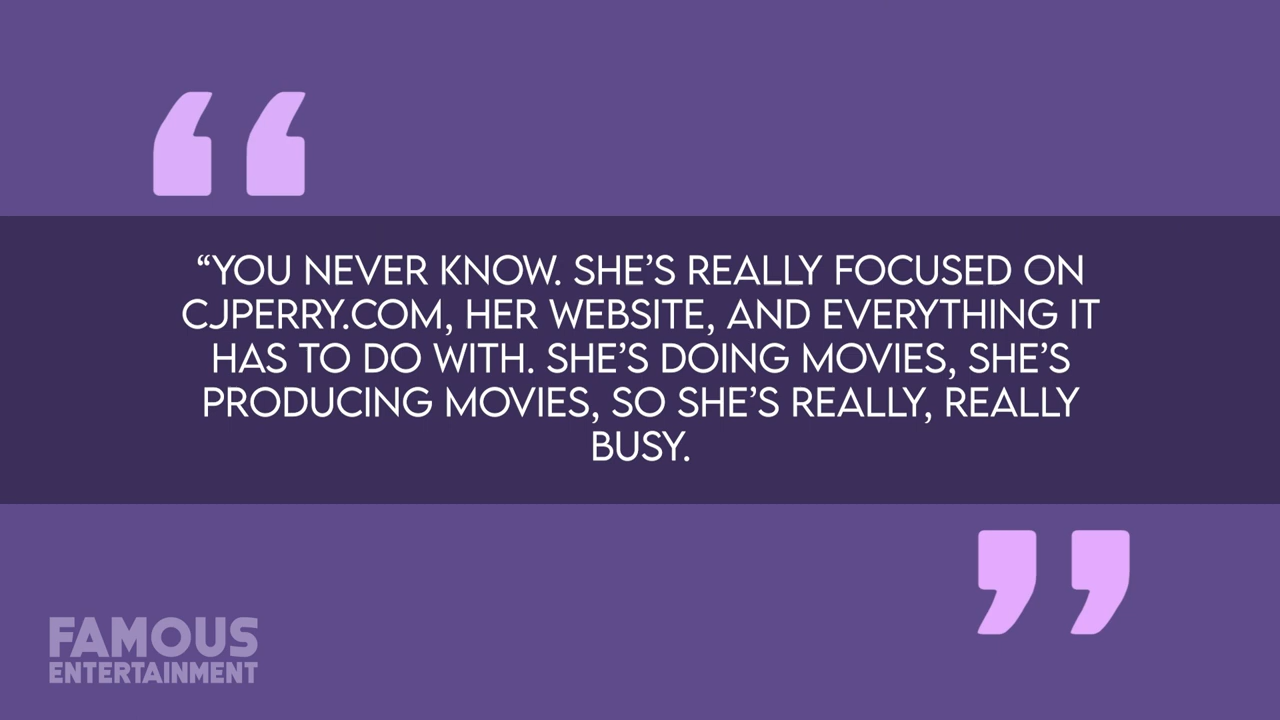 “YOU NEVER KNOW. SHE’S REALLY FOCUSED ON
CJPERRY.COM, HER WEBSITE, AND EVERYTHING IT
HAS TO DO WITH. SHE’S DOING MOVIES, SHE’S
PRODUCING MOVIES, SO SHE’S REALLY, REALLY
BUSY.
FAMOUS
ENTERTAINMENT